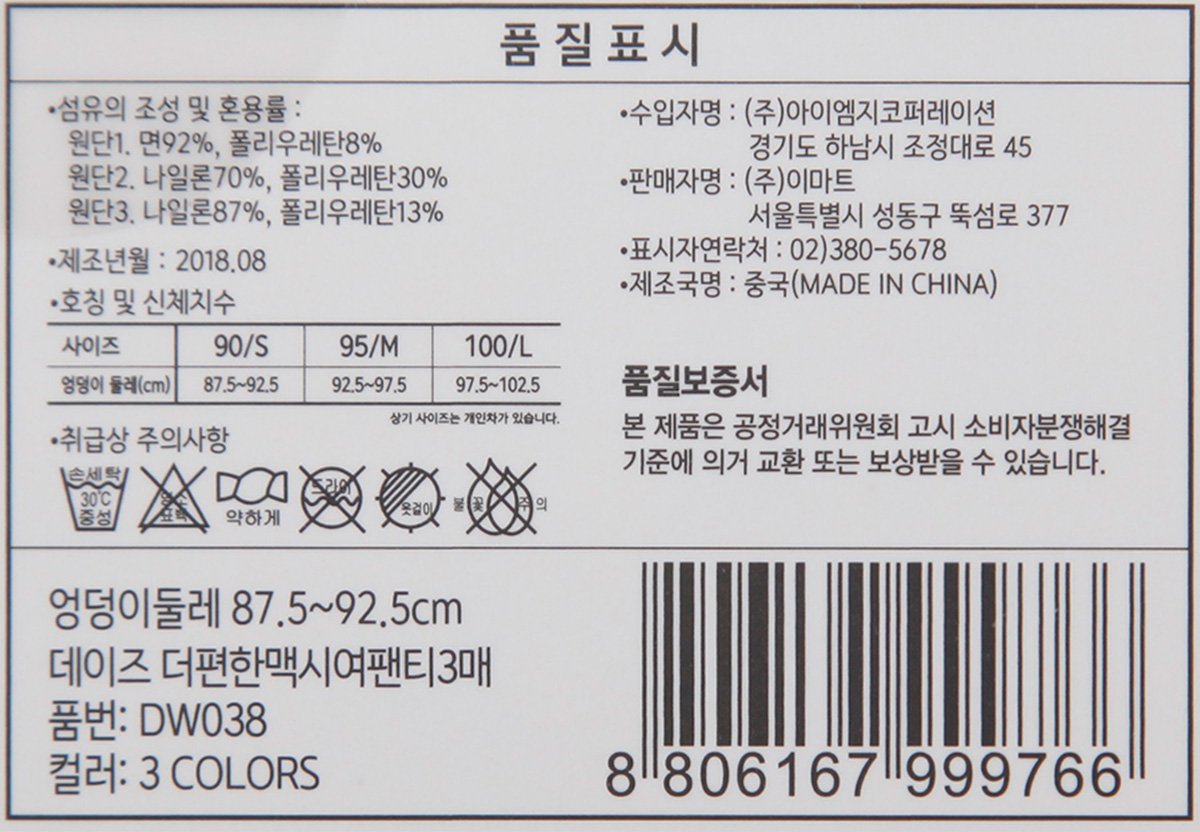 품질표시
•섬유의 조성 및 혼용률 :
원단1. 면92%, 폴리우레탄8%
원단2. 나일론70%, 폴리우레탄30%
원단3. 나일론87%, 폴리우레탄13%
•제조년월 : 2018.08
•호칭 및 신체치수
사이즈 90/S 95/M 100/L
엉덩이 둘레(cm) 87.5~92.5 92.5~97.5 97.5~102.5
상기 사이즈는 개인차가 있습니다.
•취급상 주의사항
손세탁
30℃
중성
염소
표백
약하게
드라이
옷걸이
불꽃주의
•수입자명 : (주)아이엠지코퍼레이션
경기도 하남시 조정대로 45
•판매자명 : (주)이마트
서울특별시 성동구 뚝섬로 377
•표시자연락처 : 02)380-5678
•제조국명 : 중국(MADE IN CHINA)
품질보증서
본 제품은 공정거래위원회 고시 소비자분쟁해결
기준에 의거 교환 또는 보상받을 수 있습니다.
엉덩이둘레 87.5~92.5cm
데이즈 더편한맥시여팬티3매
품번: DW038
컬러: 3 COLORS
8 806167 999766